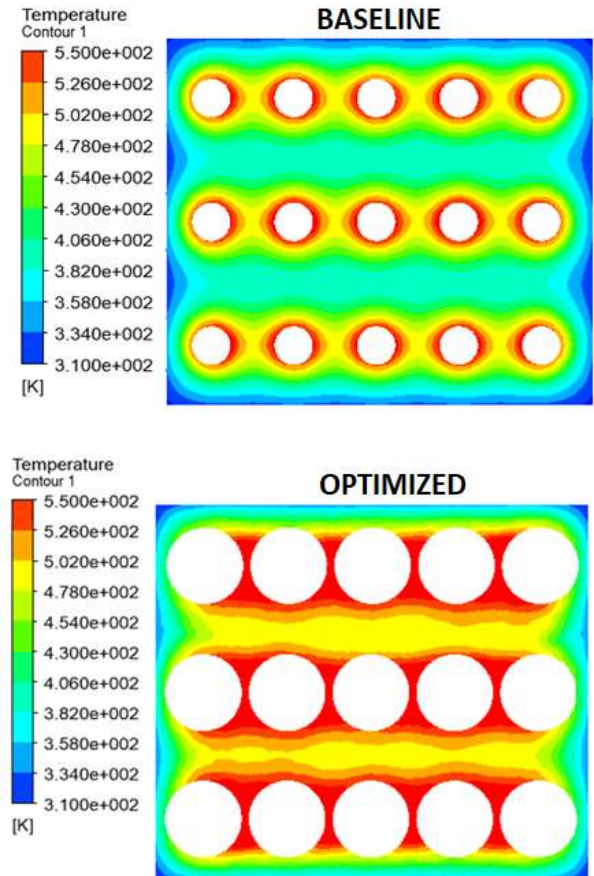 BASELINE
Temperature
Contour 1
5.500e+002
5.260e+002
5.020e+002
4.780e+002
4.540e+002
4.300e+002
4.060e+002
3.820e+002
3.580e+002
3.340e+002
3.100e+002
[K]
OPTIMIZED
Temperature
Contour 1
5.500e+002
5.260e+002
5.020e+002
4.780e+002
4.540e+002
4.300e+002
4.060e+002
3.820e+002
3.580e+002
3.340e+002
3.100e+002
[K]